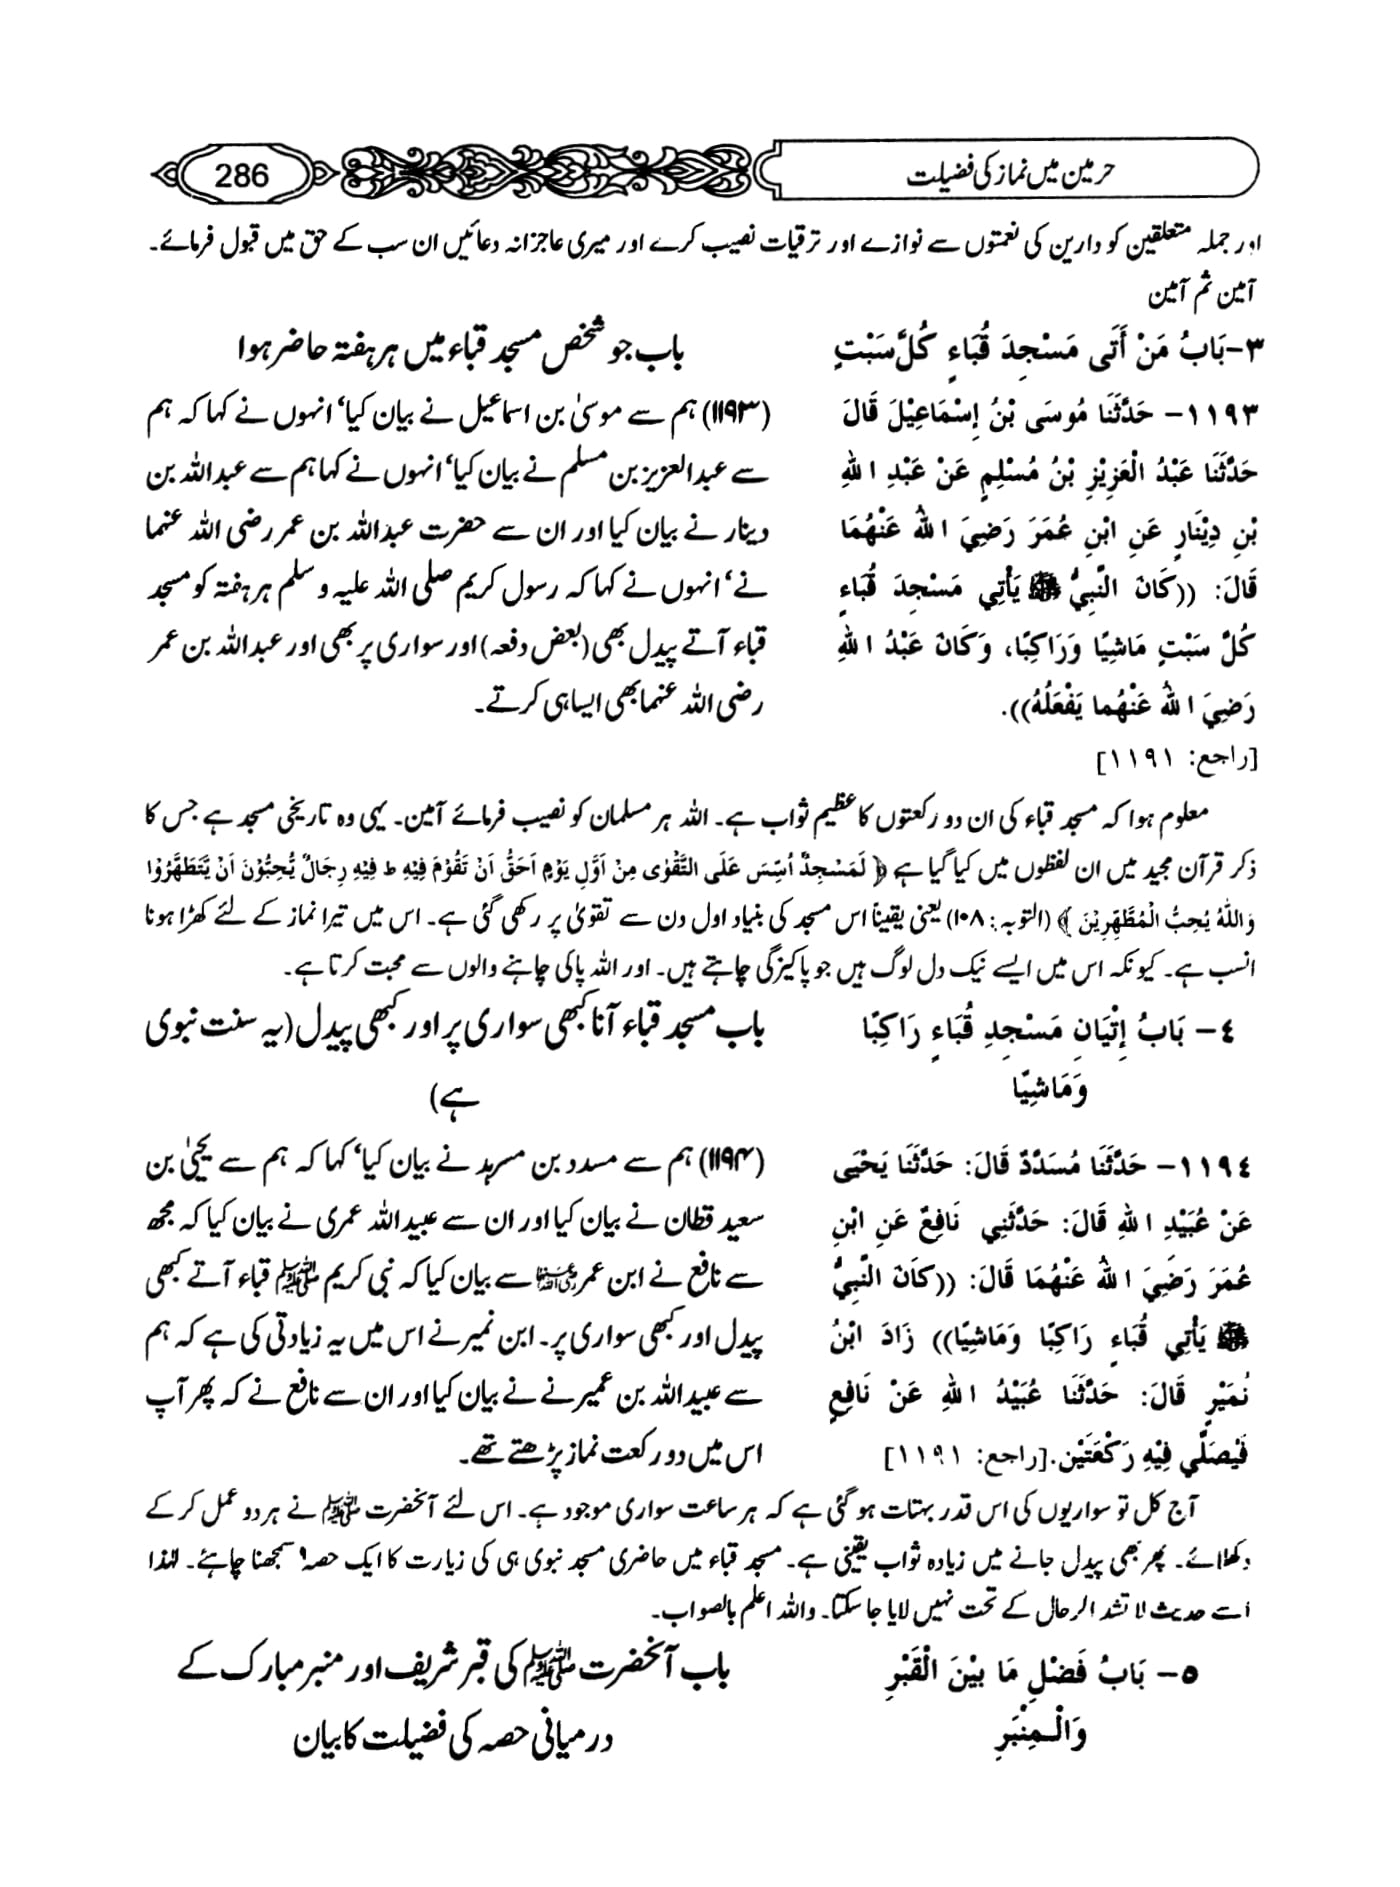 حرمین میں نماز کی فضیلت
286
اور جملہ متعلقین کو دارین کی نعمتوں سے نوازے اور ترقیات نصیب کرے اور میری عاجزانہ دعائیں ان سب کے حق میں قبول فرمائے۔
آمین ثم آمین
۳-بَابُ مَنْ أَتَى مَسْجِدَ قُبَاءٍ كُلَّ سَبْتٍ
۱۱۹۳- حَدَّثَنَا مُوسَى بْنُ إِسْمَاعِيْلَ قَالَ
حَدَّثَنَا عَبْدُ الْعَزِيْزِ بْنُ مُسْلِمٍ عَنْ عَبْدِ اللهِ
بْنِ دِيْنَارٍ عَنِ ابْنِ عُمَرَ رَضِيَ اللهُ عَنْهُمَا
قَالَ: ((كَانَ النَّبِيُّ ﷺ يَأْتِي مَسْجِدَ قُبَاءٍ
كُلَّ سَبْتٍ مَاشِيًا وَرَاكِبًا، وَكَانَ عَبْدُ اللهِ
رَضِيَ اللهُ عَنْهُما يَفْعَلُهُ)).
[راجع: ۱۱۹۱]
باب جو شخص مسجد قباء میں ہر ہفتہ حاضر ہوا
(۱۱۹۳) ہم سے موسیٰ بن اسماعیل نے بیان کیا‘ انہوں نے کہا کہ ہم
سے عبدالعزیز بن مسلم نے بیان کیا‘ انہوں نے کہا ہم سے عبداللہ بن
دینار نے بیان کیا اور ان سے حضرت عبداللہ بن عمر رضی اللہ عنہما
نے‘ انہوں نے کہا کہ رسول کریم صلی اللہ علیہ و سلم ہر ہفتہ کو مسجد
قباء آتے پیدل بھی (بعض دفعہ) اور سواری پر بھی اور عبداللہ بن عمر
رضی اللہ عنہما بھی ایسا ہی کرتے۔
معلوم ہوا کہ مسجد قباء کی ان دو رکعتوں کا عظیم ثواب ہے۔ اللہ ہر مسلمان کو نصیب فرمائے آمین۔ یہی وہ تاریخی مسجد ہے جس کا
ذکر قرآن مجید میں ان لفظوں میں کیا گیا ہے ﴿ لَمَسْجِدٌ اُسِّسَ عَلَى التَّقْوٰى مِنْ اَوَّلِ يَوْمٍ اَحَقُّ اَنْ تَقُوْمَ فِيْهِ ط فِيْهِ رِجَالٌ يُّحِبُّوْنَ اَنْ يَّتَطَهَّرُوْا
وَاللّٰهُ يُحِبُّ الْمُطَّهِّرِيْنَ ﴾ (التوبہ: ۱۰۸) یعنی یقیناً اس مسجد کی بنیاد اول دن سے تقویٰ پر رکھی گئی ہے۔ اس میں تیرا نماز کے لئے کھڑا ہونا
انسب ہے۔ کیونکہ اس میں ایسے نیک دل لوگ ہیں جو پاکیزگی چاہتے ہیں۔ اور اللہ پاکی چاہنے والوں سے محبت کرتا ہے۔
٤- بَابُ إِتْيَانِ مَسْجِدِ قُبَاءٍ رَاكِبًا
وَمَاشِيًا
باب مسجد قباء آنا کبھی سواری پر اور کبھی پیدل (یہ سنت نبوی
ہے)
١١٩٤- حَدَّثَنَا مُسَدَّدٌ قَالَ: حَدَّثَنَا يَحْيَى
عَنْ عُبَيْدِ اللهِ قَالَ: حَدَّثَنِي نَافِعٌ عَنِ ابْنِ
عُمَرَ رَضِيَ اللهُ عَنْهُمَا قَالَ: ((كَانَ النَّبِيُّ
ﷺ يَأْتِي قُبَاءٍ رَاكِبًا وَمَاشِيًا)) زَادَ ابْنُ
نُمَيْرٍ قَالَ: حَدَّثَنَا عُبَيْدُ اللهِ عَنْ نَافِعٍ
فَيُصَلِّي فِيْهِ رَكْعَتَيْنِ.[راجع: ۱۱۹۱]
(۱۱۹۴) ہم سے مسدد بن مسرہد نے بیان کیا‘ کہا کہ ہم سے یحییٰ بن
سعید قطان نے بیان کیا اور ان سے عبیداللہ عمری نے بیان کیا کہ مجھ
سے نافع نے ابن عمر رضی اللہ عنہما سے بیان کیا کہ نبی کریم ﷺ قباء آتے کبھی
پیدل اور کبھی سواری پر۔ ابن نمیر نے اس میں یہ زیادتی کی ہے کہ ہم
سے عبیداللہ بن عمیر نے نے بیان کیا اور ان سے نافع نے کہ پھر آپ
اس میں دو رکعت نماز پڑھتے تھے۔
آج کل تو سواریوں کی اس قدر بہتات ہو گئی ہے کہ ہر ساعت سواری موجود ہے۔ اس لئے آنحضرت ﷺ نے ہر دو عمل کر کے
دکھلائے۔ پھر بھی پیدل جانے میں زیادہ ثواب یقینی ہے۔ مسجد قباء میں حاضری مسجد نبوی ہی کی زیارت کا ایک حصہ سمجھنا چاہئے۔ لہٰذا
اسے حدیث لا تشد الرحال کے تحت نہیں لایا جا سکتا۔ واللہ اعلم بالصواب۔
٥- بَابُ فَضْلِ مَا بَيْنَ الْقَبْرِ
وَالْمِنْبَرِ
باب آنحضرت ﷺ کی قبر شریف اور منبر مبارک کے
درمیانی حصہ کی فضیلت کا بیان